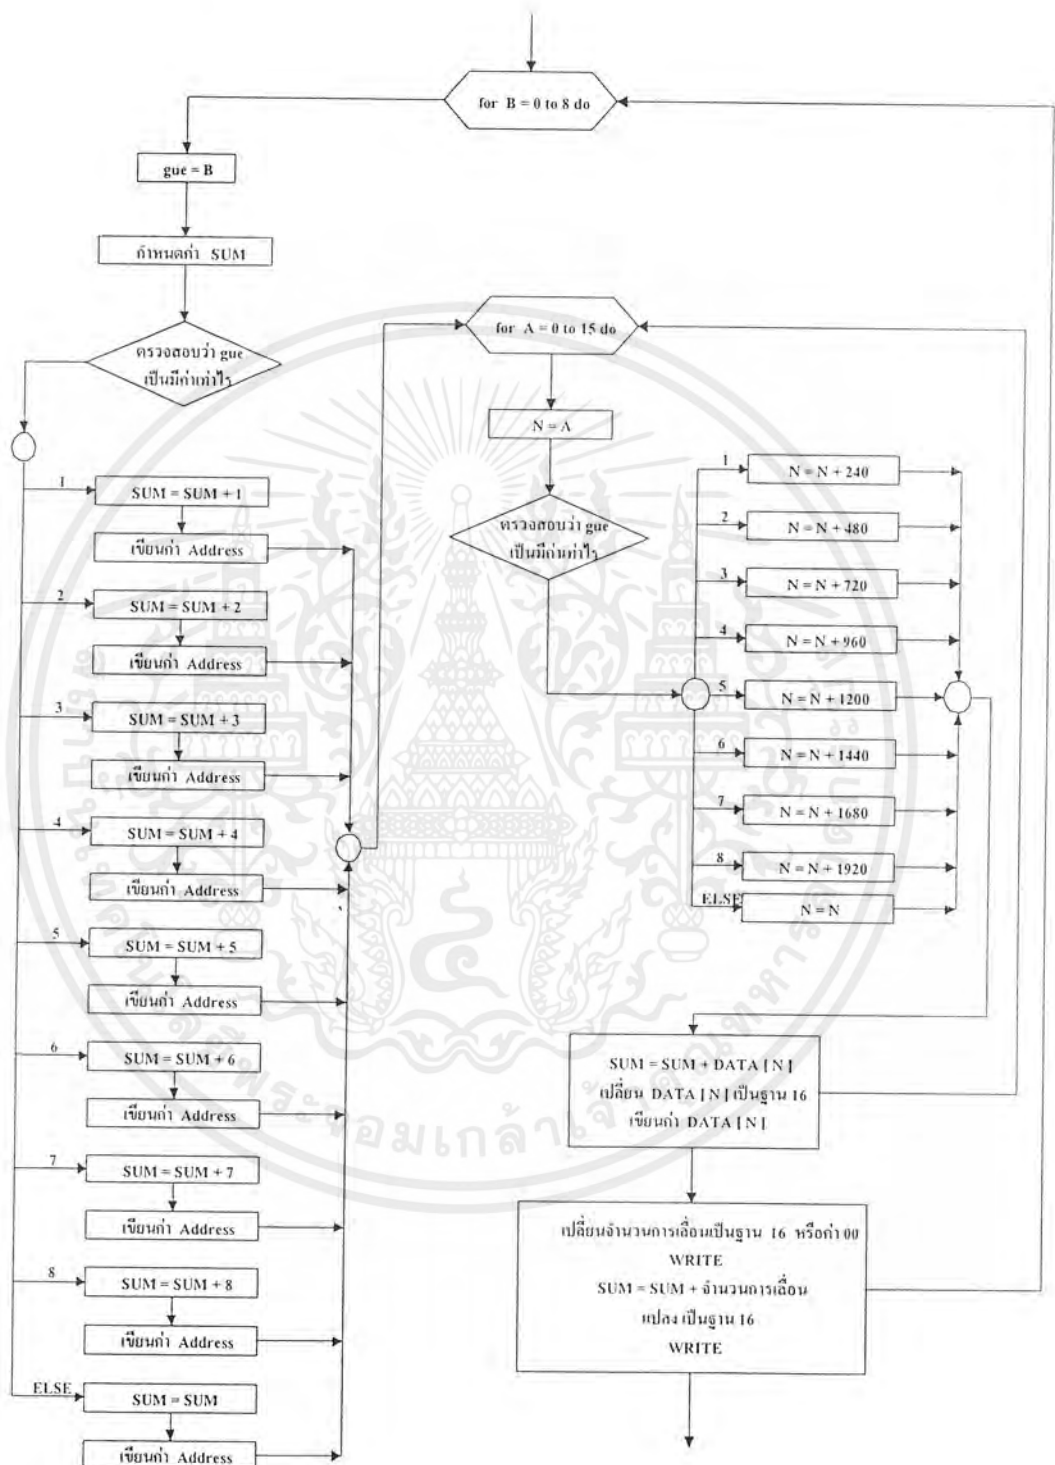 for B = 0 to 8 do
gue = B
กำหนดค่า SUM
ตรวจสอบว่า gue
เป็นมีค่าเท่าไร
1
SUM = SUM + 1
เขียนค่า Address
2
SUM = SUM + 2
เขียนค่า Address
3
SUM = SUM + 3
เขียนค่า Address
4
SUM = SUM + 4
เขียนค่า Address
5
SUM = SUM + 5
เขียนค่า Address
6
SUM = SUM + 6
เขียนค่า Address
7
SUM = SUM + 7
เขียนค่า Address
8
SUM = SUM + 8
เขียนค่า Address
ELSE
SUM = SUM
เขียนค่า Address
for A = 0 to 15 do
N = A
ตรวจสอบว่า gue
เป็นมีค่าเท่าไร
1
N = N + 240
2
N = N + 480
3
N = N + 720
4
N = N + 960
5
N = N + 1200
6
N = N + 1440
7
N = N + 1680
8
N = N + 1920
ELSE
N = N
SUM = SUM + DATA [ N ]
เปลี่ยน DATA [ N ] เป็นฐาน 16
เขียนค่า DATA [ N ]
เปลี่ยนจำนวนการเลื่อนเป็นฐาน 16 หรือค่า 00
WRITE
SUM = SUM + จำนวนการเลื่อน
แปลง เป็นฐาน 16
WRITE